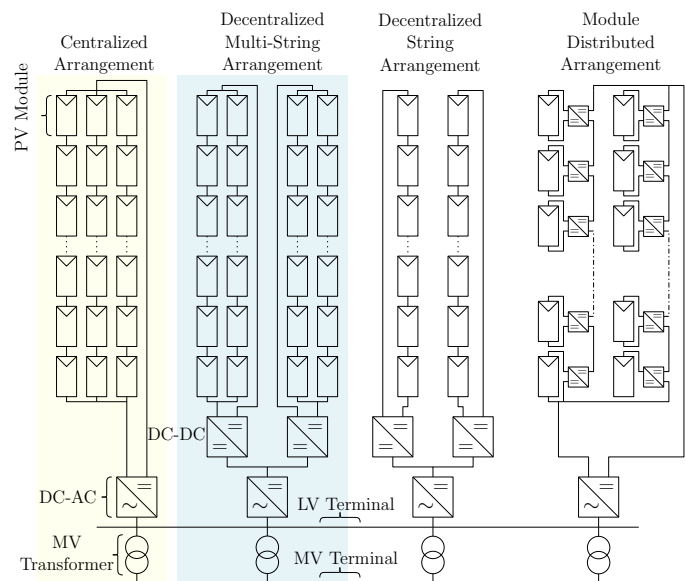 Centralized
Arrangement
Decentralized
Multi-String
Arrangement
Decentralized
String
Arrangement
Module
Distributed
Arrangement
PV Module
DC-DC
DC-AC
LV Terminal
MV
Transformer
MV Terminal